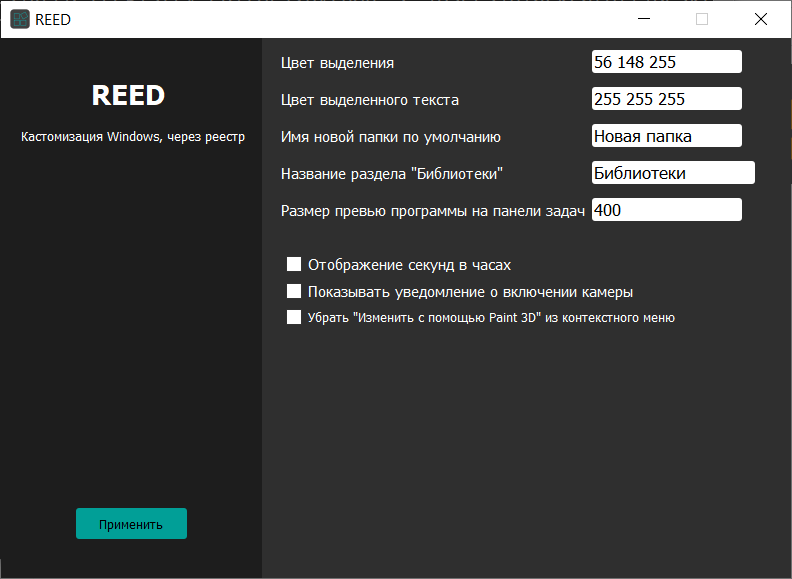 REED
REED
Кастомизация Windows, через реестр
Цвет выделения 56 148 255
Цвет выделенного текста 255 255 255
Имя новой папки по умолчанию Новая папка
Название раздела "Библиотеки" Библиотеки
Размер превью программы на панели задач 400
Отображение секунд в часах
Показывать уведомление о включении камеры
Убрать "Изменить с помощью Paint 3D" из контекстного меню
Применить